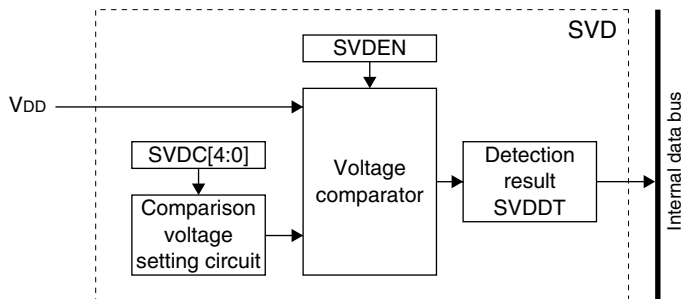 SVD
SVDEN
VDD
SVDC[4:0]
Voltage
comparator
Detection
result
SVDDT
Comparison
voltage
setting circuit
Internal data bus